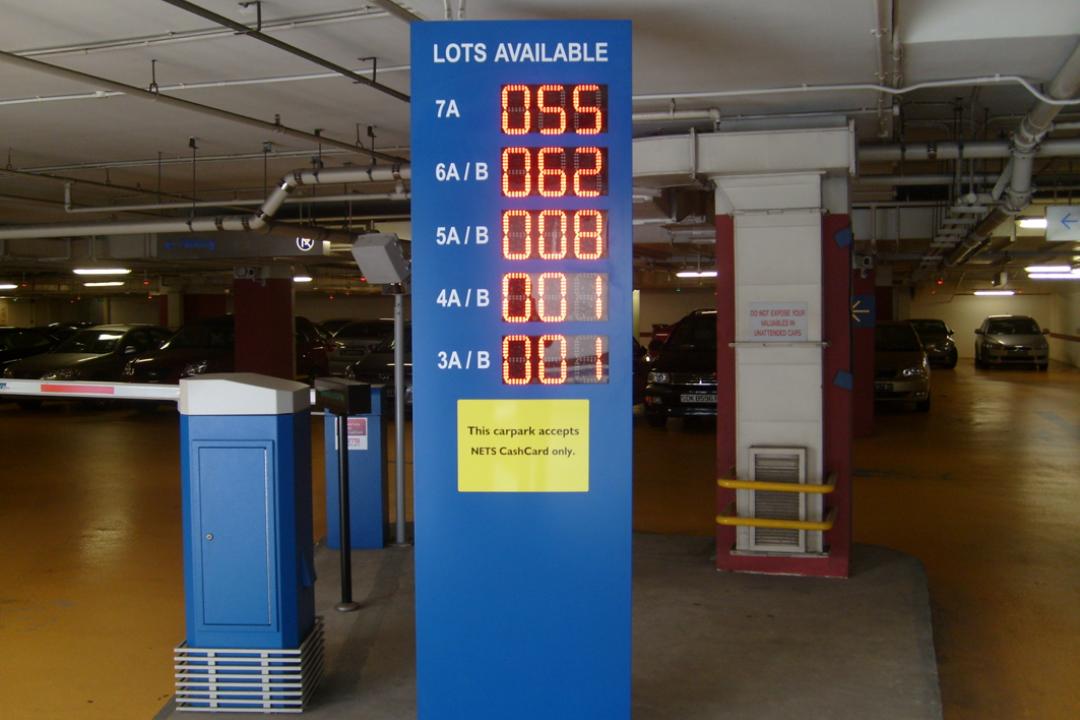 LOTS AVAILABLE
7A 055
6A / B 062
5A / B 008
4A / B 001
3A / B 001
This carpark accepts
NETS CashCard only.
DO NOT EXPOSE YOUR
VALUABLES IN
UNATTENDED CARS